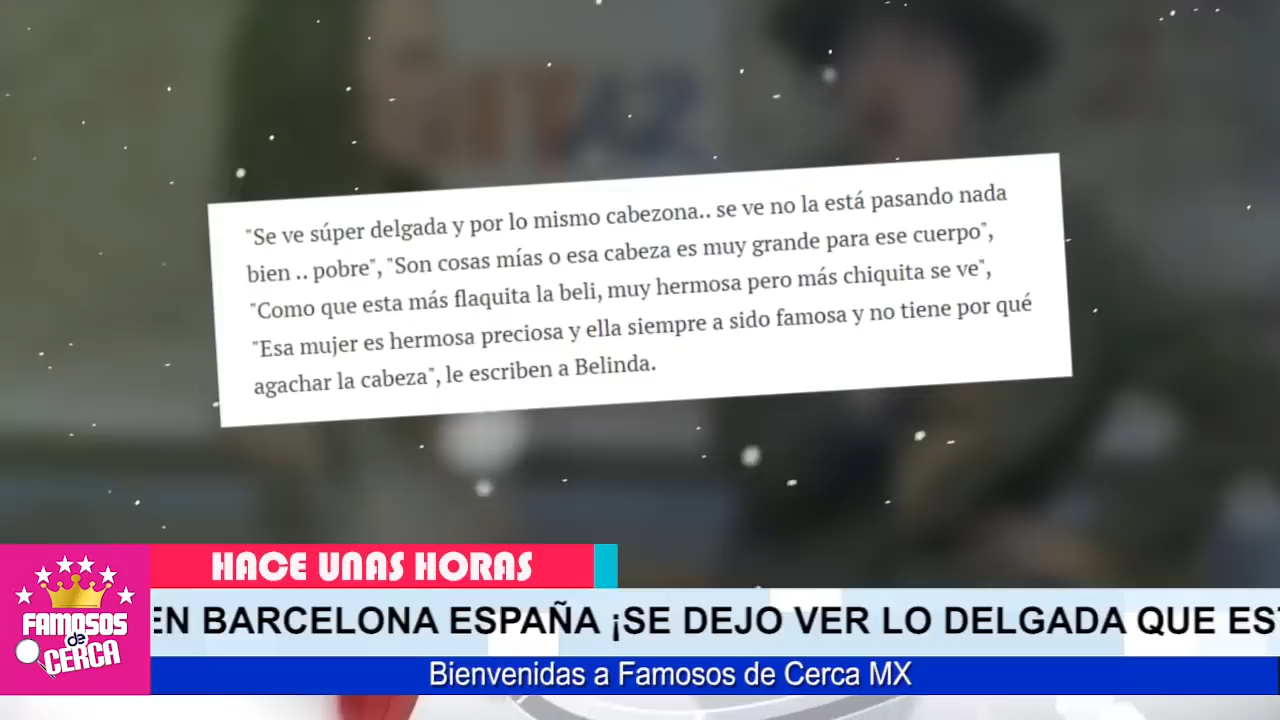 "Se ve súper delgada y por lo mismo cabezona.. se ve no la está pasando nada
bien .. pobre", "Son cosas mías o esa cabeza es muy grande para ese cuerpo",
"Como que esta más flaquita la beli, muy hermosa pero más chiquita se ve",
"Esa mujer es hermosa preciosa y ella siempre a sido famosa y no tiene por qué
agachar la cabeza", le escriben a Belinda.
HACE UNAS HORAS
FAMOSOS
de
CERCA
EN BARCELONA ESPAÑA ¡SE DEJO VER LO DELGADA QUE EST
Bienvenidas a Famosos de Cerca MX